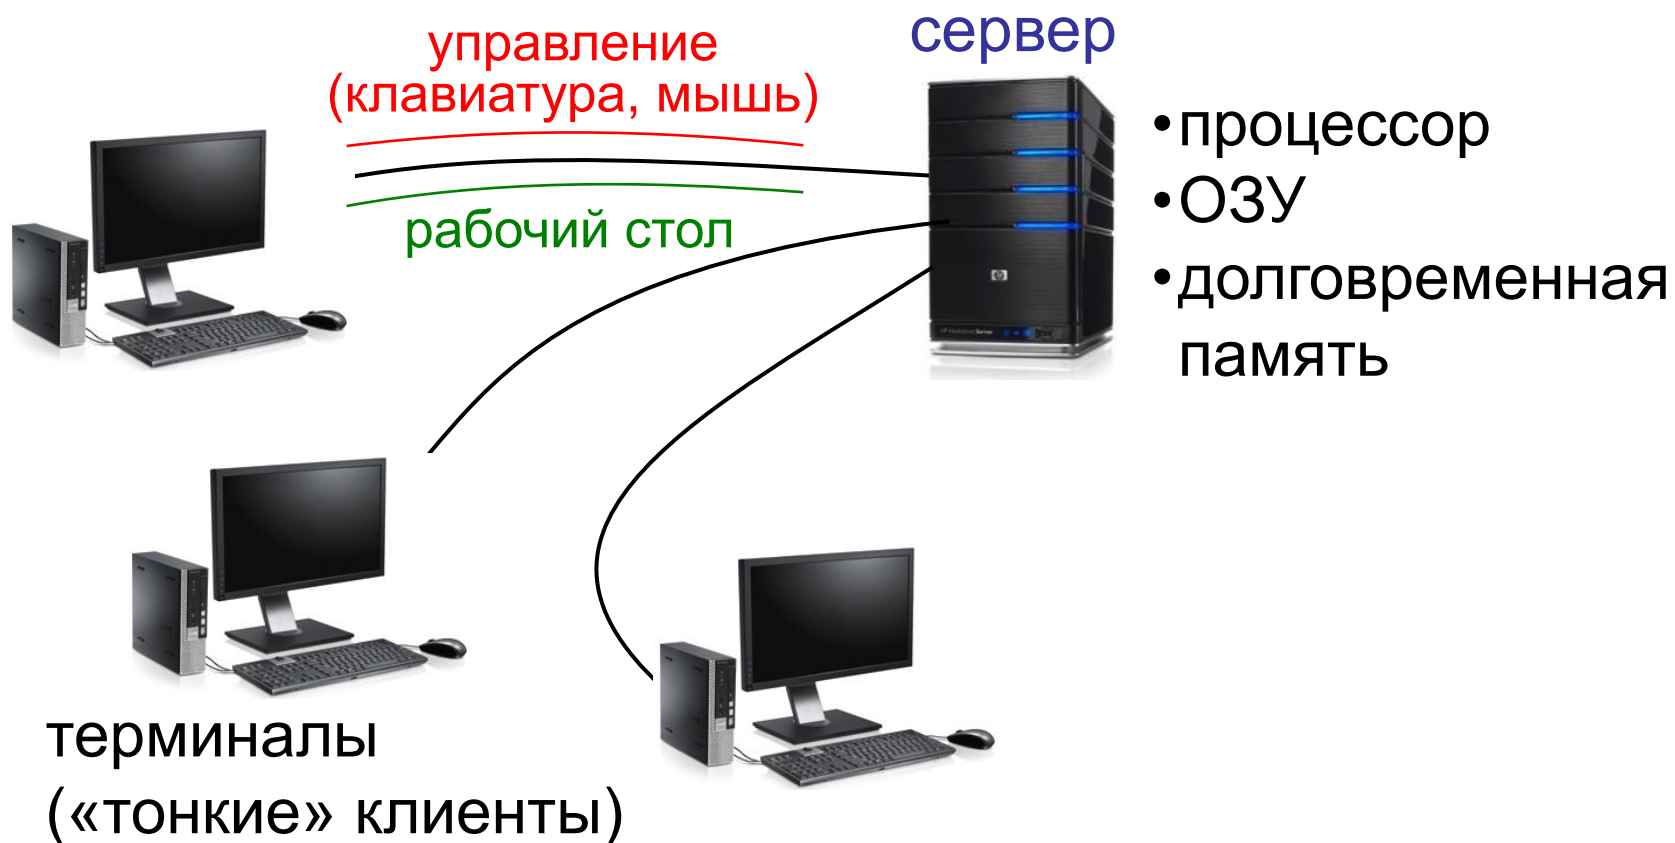 сервер
управление
(клавиатура, мышь)
рабочий стол
•процессор
•ОЗУ
•долговременная
память
терминалы
(«тонкие» клиенты)